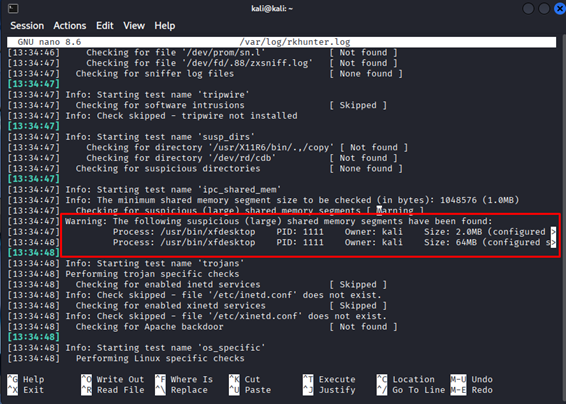 kali@kali: ~
Session Actions Edit View Help
GNU nano 8.6 /var/log/rkhunter.log
[13:34:46] Checking for file '/dev/prom/sn.l' [ Not found ]
[13:34:47] Checking for file '/dev/fd/.88/zxsniff.log' [ Not found ]
[13:34:47] Checking for sniffer log files [ None found ]
[13:34:47]
[13:34:47] Info: Starting test name 'tripwire'
[13:34:47] Checking for software intrusions [ Skipped ]
[13:34:47] Info: Check skipped - tripwire not installed
[13:34:47]
[13:34:47] Info: Starting test name 'susp_dirs'
[13:34:47] Checking for directory '/usr/X11R6/bin/.,/copy' [ Not found ]
[13:34:47] Checking for directory '/dev/rd/cdb' [ Not found ]
[13:34:47]
[13:34:47] Info: Starting test name 'ipc_shared_mem'
[13:34:47] Info: The minimum shared memory segment size to be checked (in bytes): 1048576 (1.0MB)
[13:34:47] Checking for suspicious (large) shared memory segments [ Warning ]
[13:34:47] Warning: The following suspicious (large) shared memory segments have been found:
[13:34:47] Process: /usr/bin/xfdesktop PID: 1111 Owner: kali Size: 2.0MB (configured >
[13:34:48] Process: /usr/bin/xfdesktop PID: 1111 Owner: kali Size: 64MB (configured s>
[13:34:48]
[13:34:48] Info: Starting test name 'trojans'
[13:34:48] Performing trojan specific checks
[13:34:48] Checking for enabled inetd services [ Skipped ]
[13:34:48] Info: Check skipped - file '/etc/inetd.conf' does not exist.
[13:34:48] Checking for enabled xinetd services [ Skipped ]
[13:34:48] Info: Check skipped - file '/etc/xinetd.conf' does not exist.
[13:34:48] Checking for Apache backdoor [ Not found ]
[13:34:48]
[13:34:48] Info: Starting test name 'os_specific'
[13:34:48] Performing Linux specific checks
^G Help ^O Write Out ^F Where Is ^K Cut ^T Execute ^C Location M-U Undo
^X Exit ^R Read File ^\ Replace ^U Paste ^J Justify ^/ Go To Line M-E Redo